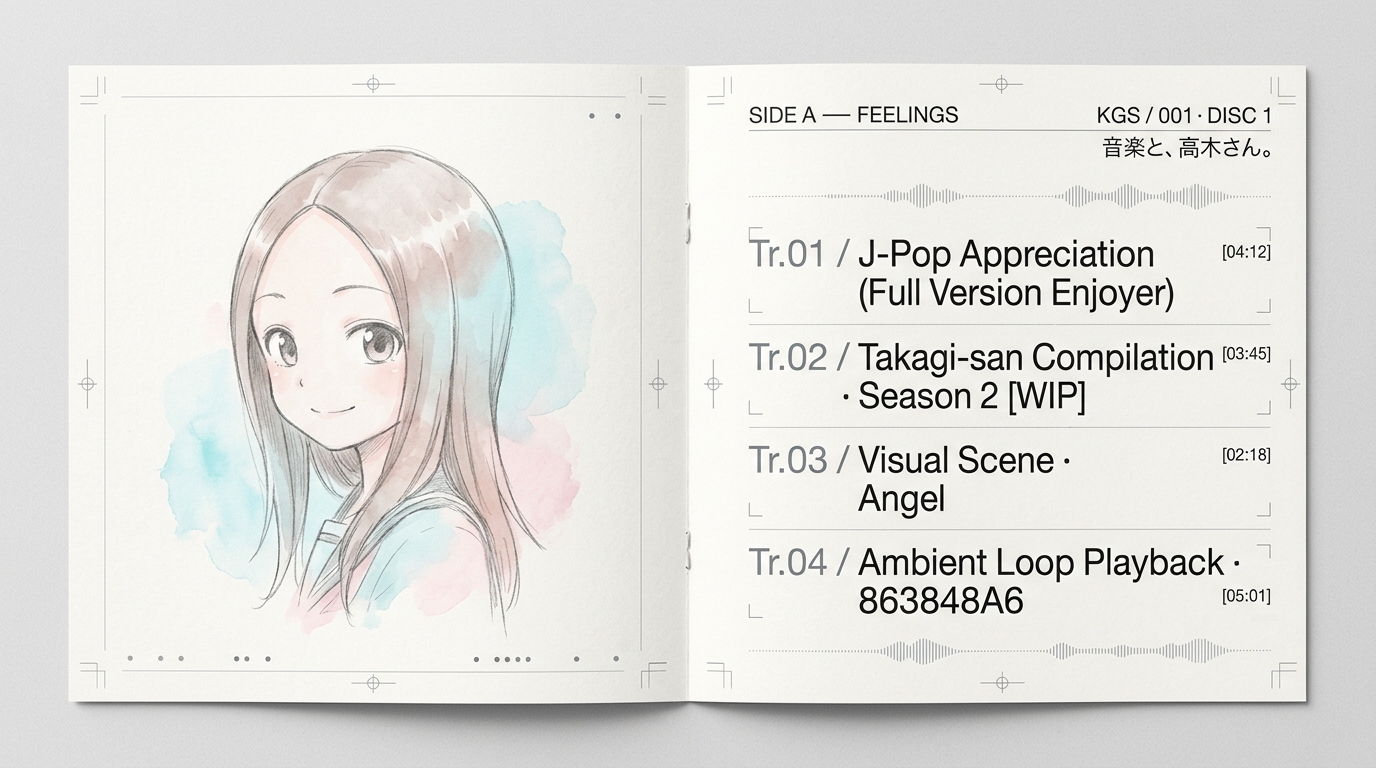 SIDE A — FEELINGS
KGS / 001 · DISC 1
音楽と、高木さん。
Tr.01 / J-Pop Appreciation [04:12]
(Full Version Enjoyer)
Tr.02 / Takagi-san Compilation [03:45]
· Season 2 [WIP]
Tr.03 / Visual Scene · [02:18]
Angel
Tr.04 / Ambient Loop Playback ·
863848A6 [05:01]